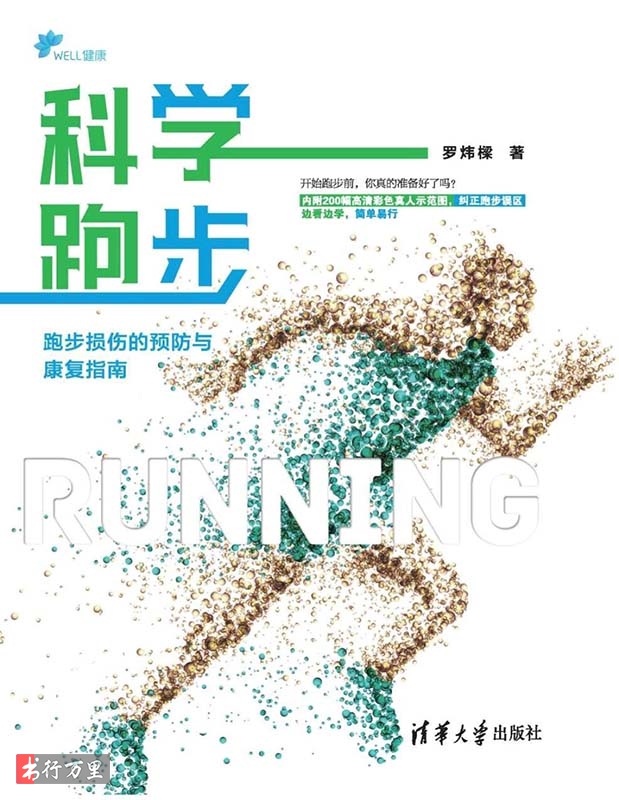 WELL健康
科学
跑步
罗炜樑 著
开始跑步前，你真的准备好了吗？
内附200幅高清彩色真人示范图，纠正跑步误区
边看边学，简单易行
跑步损伤的预防与
康复指南
RUNNING
清华大学出版社
书行万里